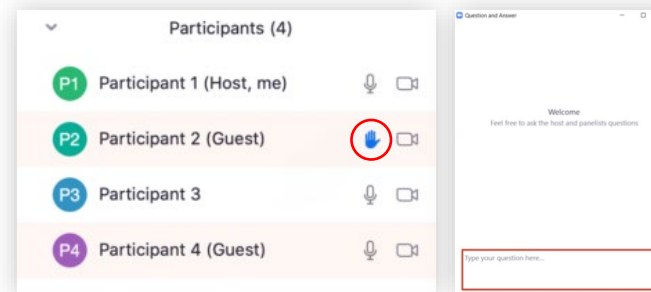 Participants (4)
P1 Participant 1 (Host, me)
P2 Participant 2 (Guest)
P3 Participant 3
P4 Participant 4 (Guest)
Question and Answer
Welcome
Feel free to ask the host and panelists questions
Type your question here...